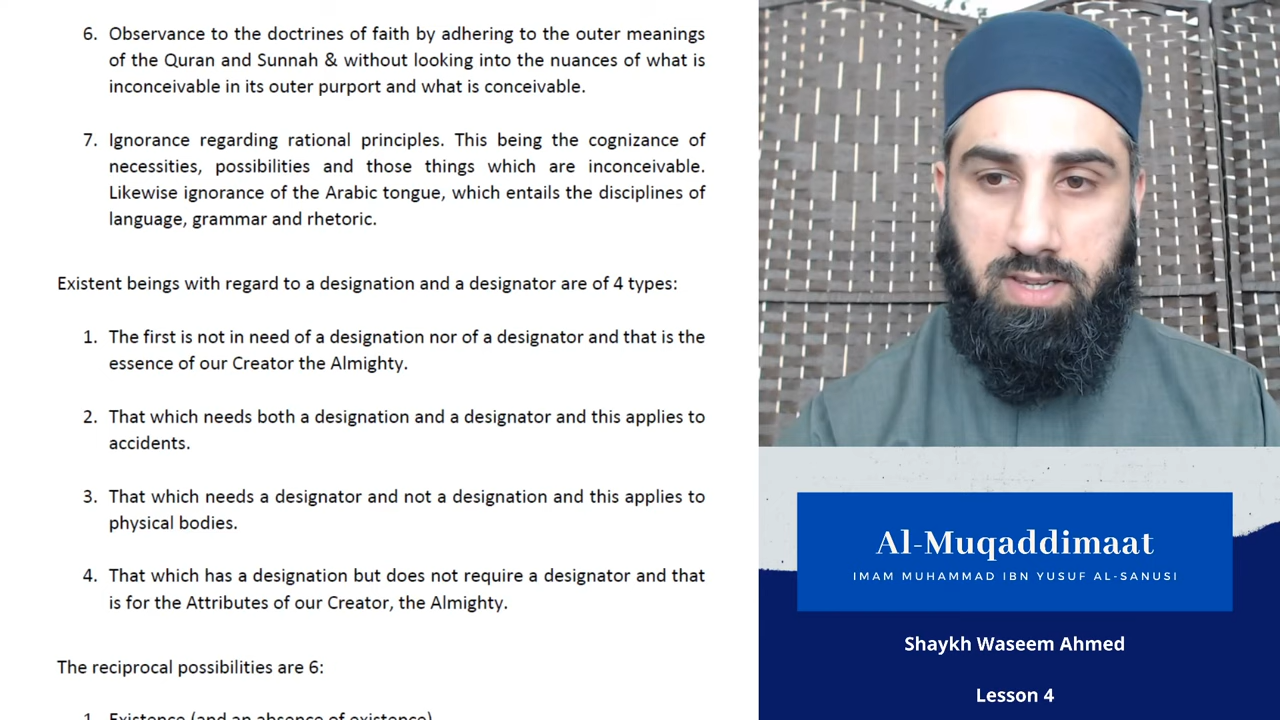 6. Observance to the doctrines of faith by adhering to the outer meanings
of the Quran and Sunnah & without looking into the nuances of what is
inconceivable in its outer purport and what is conceivable.
7. Ignorance regarding rational principles. This being the cognizance of
necessities, possibilities and those things which are inconceivable.
Likewise ignorance of the Arabic tongue, which entails the disciplines of
language, grammar and rhetoric.
Existent beings with regard to a designation and a designator are of 4 types:
1. The first is not in need of a designation nor of a designator and that is the
essence of our Creator the Almighty.
2. That which needs both a designation and a designator and this applies to
accidents.
3. That which needs a designator and not a designation and this applies to
physical bodies.
4. That which has a designation but does not require a designator and that
is for the Attributes of our Creator, the Almighty.
The reciprocal possibilities are 6:
1. Existence (and an absence of existence)
Al-Muqaddimaat
IMAM MUHAMMAD IBN YUSUF AL-SANUSI
Shaykh Waseem Ahmed
Lesson 4